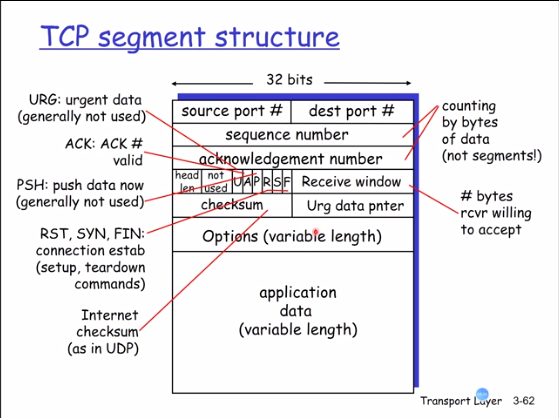 TCP segment structure
32 bits
URG: urgent data
(generally not used)
ACK: ACK #
valid
PSH: push data now
(generally not used)
RST, SYN, FIN:
connection estab
(setup, teardown
commands)
Internet
checksum
(as in UDP)
source port #
dest port #
sequence number
acknowledgement number
head
len
not
used
U A P R S F
Receive window
checksum
Urg data pnter
Options (variable length)
application
data
(variable length)
counting
by bytes
of data
(not segments!)
# bytes
rcvr willing
to accept
Transport Layer 3-62